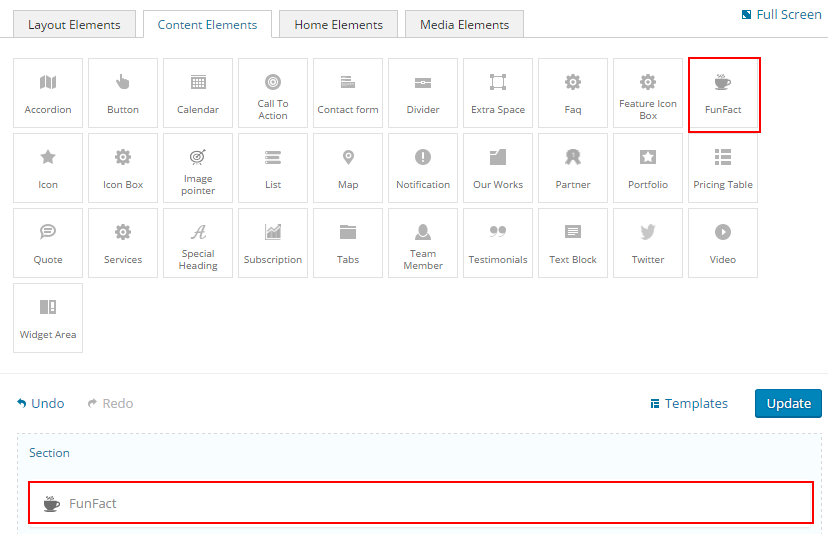 Layout Elements
Content Elements
Home Elements
Media Elements
Full Screen
Accordion
Button
Calendar
Call To
Action
Contact form
Divider
Extra Space
Faq
Feature Icon
Box
FunFact
Icon
Icon Box
Image
pointer
List
Map
Notification
Our Works
Partner
Portfolio
Pricing Table
Quote
Services
Special
Heading
Subscription
Tabs
Team
Member
Testimonials
Text Block
Twitter
Video
Widget Area
Undo
Redo
Templates
Update
Section
FunFact